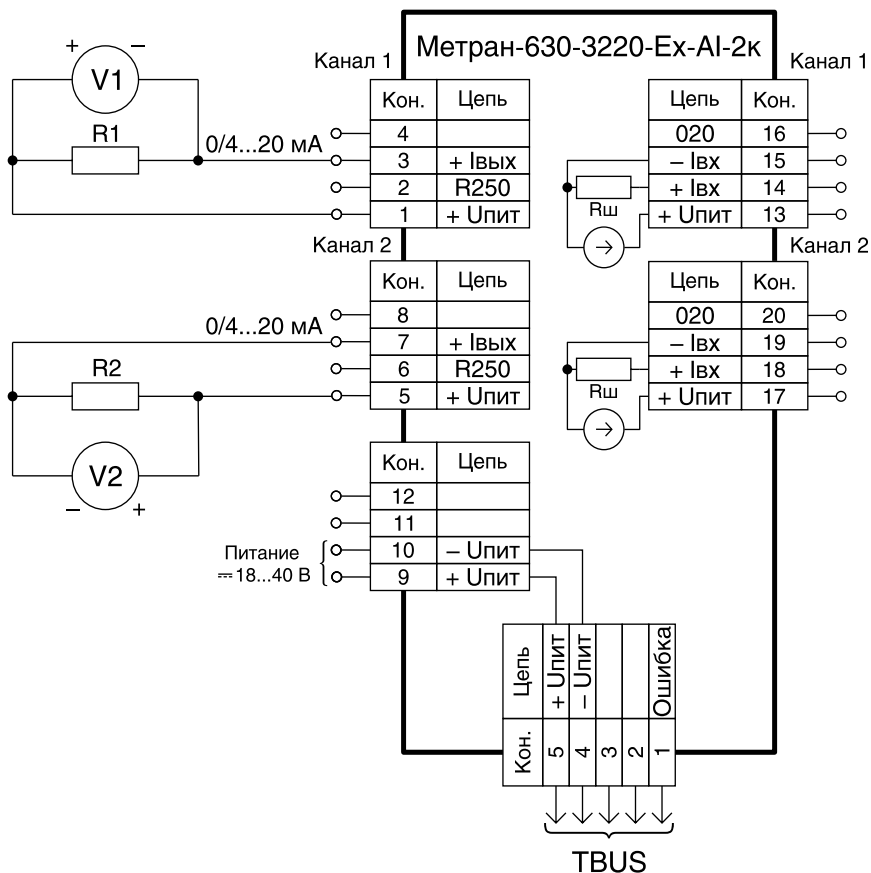 Метран-630-3220-Ex-AI-2к
+ –
V1
R1
0/4...20 мА
Канал 1
Кон. Цепь
4
3 + Iвых
2 R250
1 + Uпит
Канал 1
Цепь Кон.
020 16
– Iвх 15
+ Iвх 14
+ Uпит 13
Rш
Канал 2
Кон. Цепь
8
7 + Iвых
6 R250
5 + Uпит
0/4...20 мА
R2
V2
– +
Канал 2
Цепь Кон.
020 20
– Iвх 19
+ Iвх 18
+ Uпит 17
Rш
Кон. Цепь
12
11
10 – Uпит
9 + Uпит
Питание
⎓18...40 В
Цепь + Uпит – Uпит Ошибка
Кон. 5 4 3 2 1
TBUS